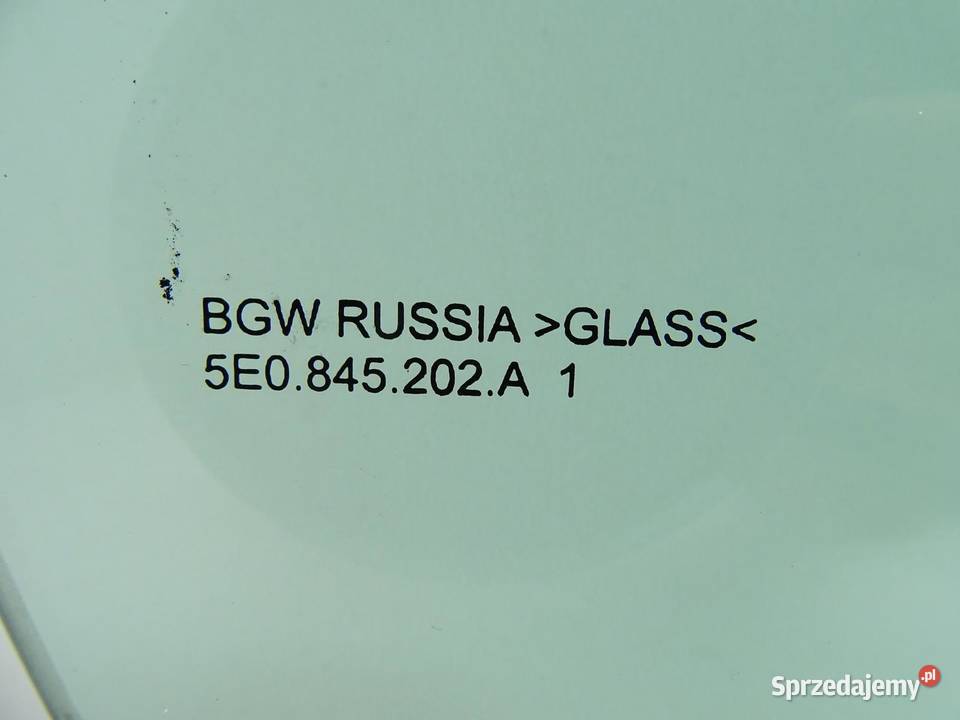 BGW RUSSIA >GLASS<
5E0.845.202.A 1
Sprzedajemy.pl